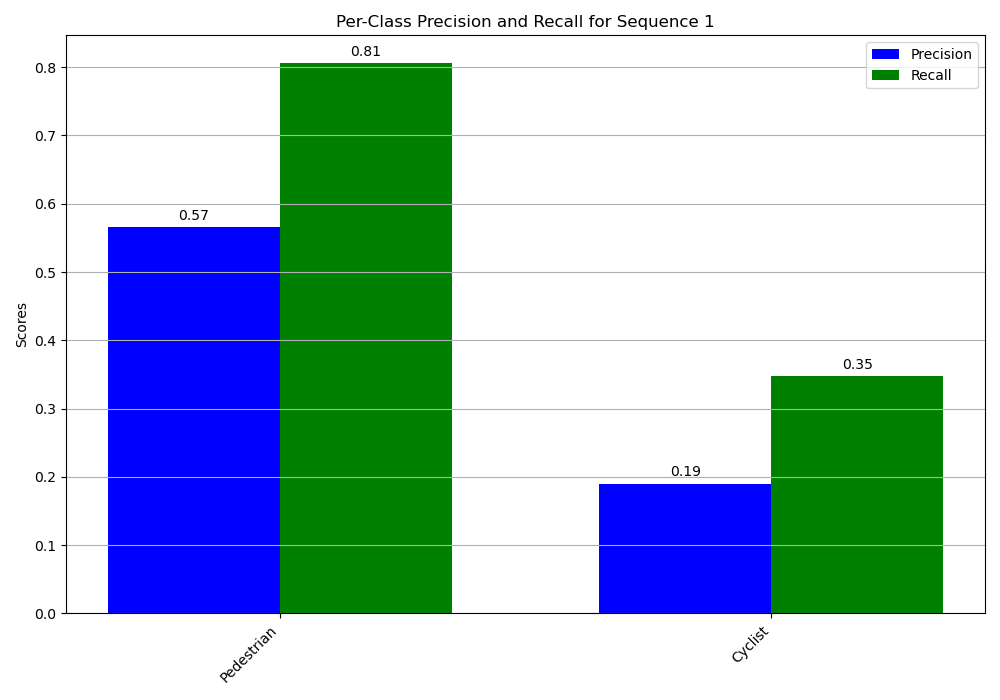 Per-Class Precision and Recall for Sequence 1
Precision
Recall
Scores
0.8
0.7
0.6
0.5
0.4
0.3
0.2
0.1
0.0
0.57
0.81
0.19
0.35
Pedestrian
Cyclist